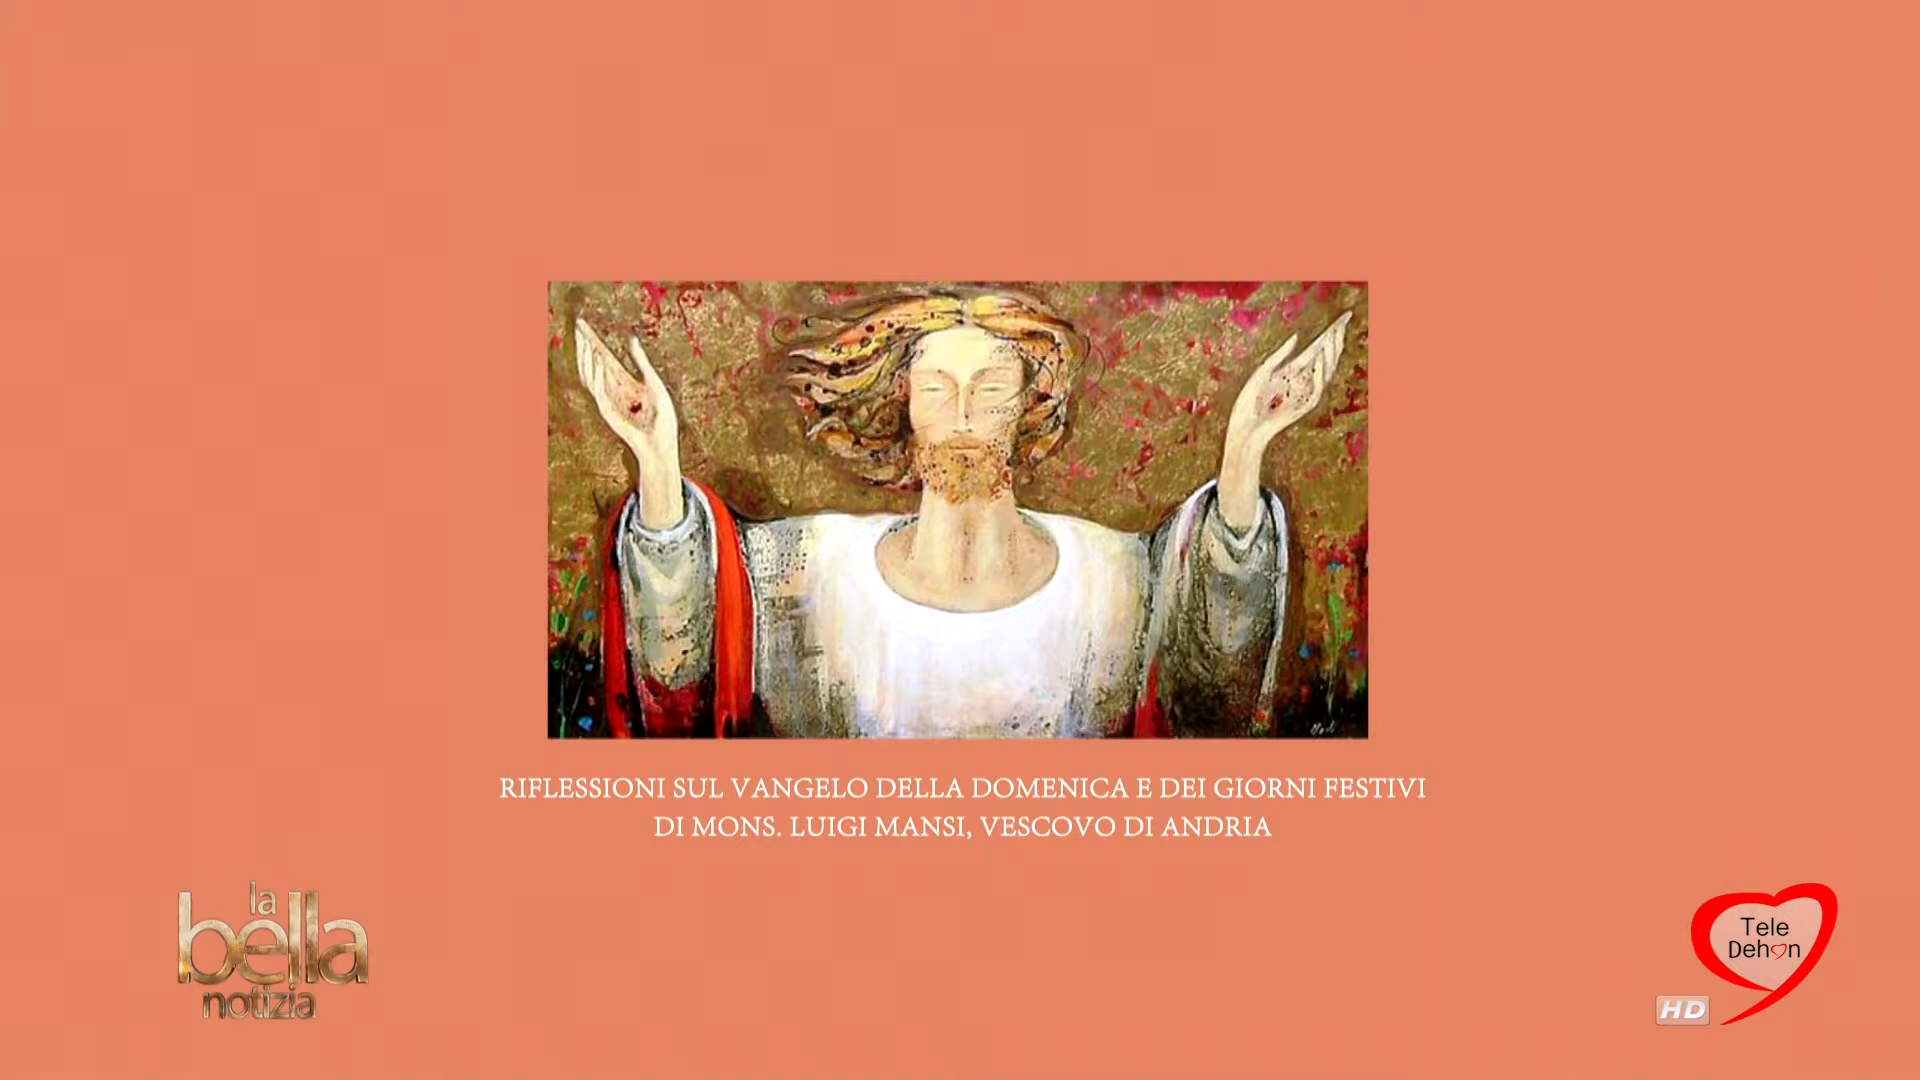 RIFLESSIONI SUL VANGELO DELLA DOMENICA E DEI GIORNI FESTIVI
DI MONS. LUIGI MANSI, VESCOVO DI ANDRIA
la
bella
notizia
Tele
Dehon
HD